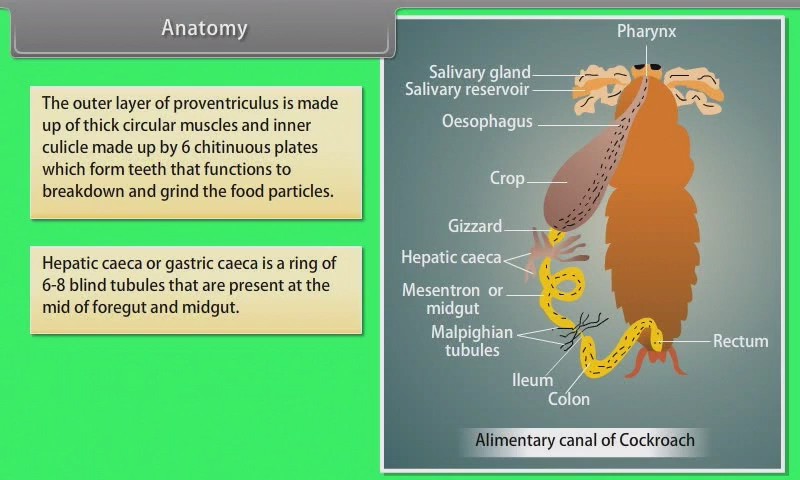 Anatomy
The outer layer of proventriculus is made
up of thick circular muscles and inner
culicle made up by 6 chitinuous plates
which form teeth that functions to
breakdown and grind the food particles.
Hepatic caeca or gastric caeca is a ring of
6-8 blind tubules that are present at the
mid of foregut and midgut.
Pharynx
Salivary gland
Salivary reservoir
Oesophagus
Crop
Gizzard
Hepatic caeca
Mesentron or
midgut
Malpighian
tubules
Rectum
Ileum
Colon
Alimentary canal of Cockroach